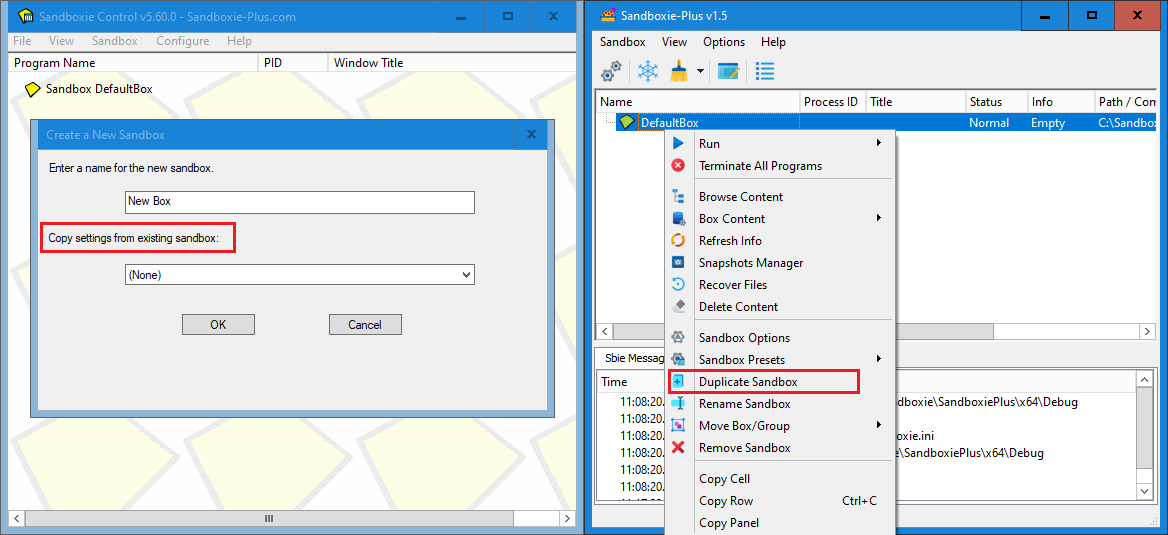 Sandboxie Control v5.60.0 - Sandboxie-Plus.com
File View Sandbox Configure Help
Program Name PID Window Title
Sandbox DefaultBox
Create a New Sandbox
Enter a name for the new sandbox.
New Box
Copy settings from existing sandbox:
(None)
OK Cancel
Sandboxie-Plus v1.5
Sandbox View Options Help
Name Process ID Title Status Info Path / Com
DefaultBox Normal Empty C:\Sandbo
Run
Terminate All Programs
Browse Content
Box Content
Refresh Info
Snapshots Manager
Recover Files
Delete Content
Sandbox Options
Sandbox Presets
Duplicate Sandbox
Rename Sandbox
Move Box/Group
Remove Sandbox
Copy Cell
Copy Row Ctrl+C
Copy Panel
Sbie Messag
Time
11:08:20. dboxie\SandboxiePlus\x64\Debug
11:08:20.
11:08:20. oxie.ini
11:08:20. e\SandboxiePlus\x64\Debug
11:08:20.